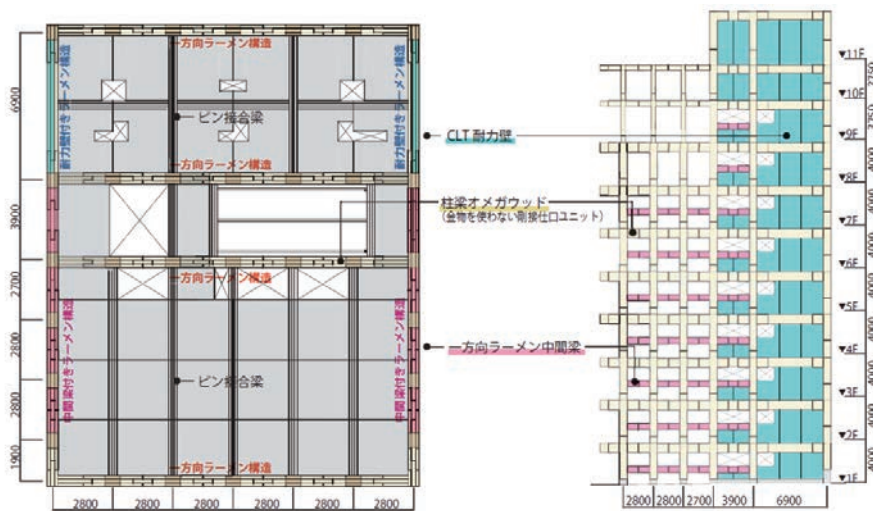 一方向ラーメン構造
耐力壁付きラーメン構造
耐力壁付きラーメン構造
ピン接合梁
一方向ラーメン構造
一方向ラーメン構造
中間梁付きラーメン構造
中間梁付きラーメン構造
ピン接合梁
一方向ラーメン構造
6900
3900
2700
2800
2800
1900
2800
2800
2800
2800
2800
2800
CLT 耐力壁
柱梁オメガウッド
（金物を使わない剛接仕口ユニット）
一方向ラーメン中間梁
▼11F
3750
▼10F
3750
▼9F
4000
▼8F
4000
▼7F
4000
▼6F
4000
▼5F
4000
▼4F
4000
▼3F
4000
▼2F
4000
▼1F
2800
2800
2700
3900
6900